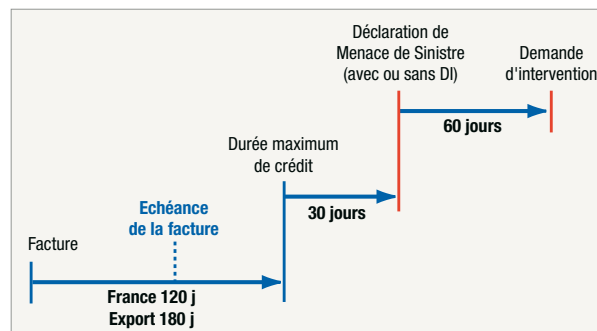 Déclaration de
Menace de Sinistre
(avec ou sans DI)
Demande
d'intervention
60 jours
Durée maximum
de crédit
30 jours
Echéance
de la facture
Facture
France 120 j
Export 180 j